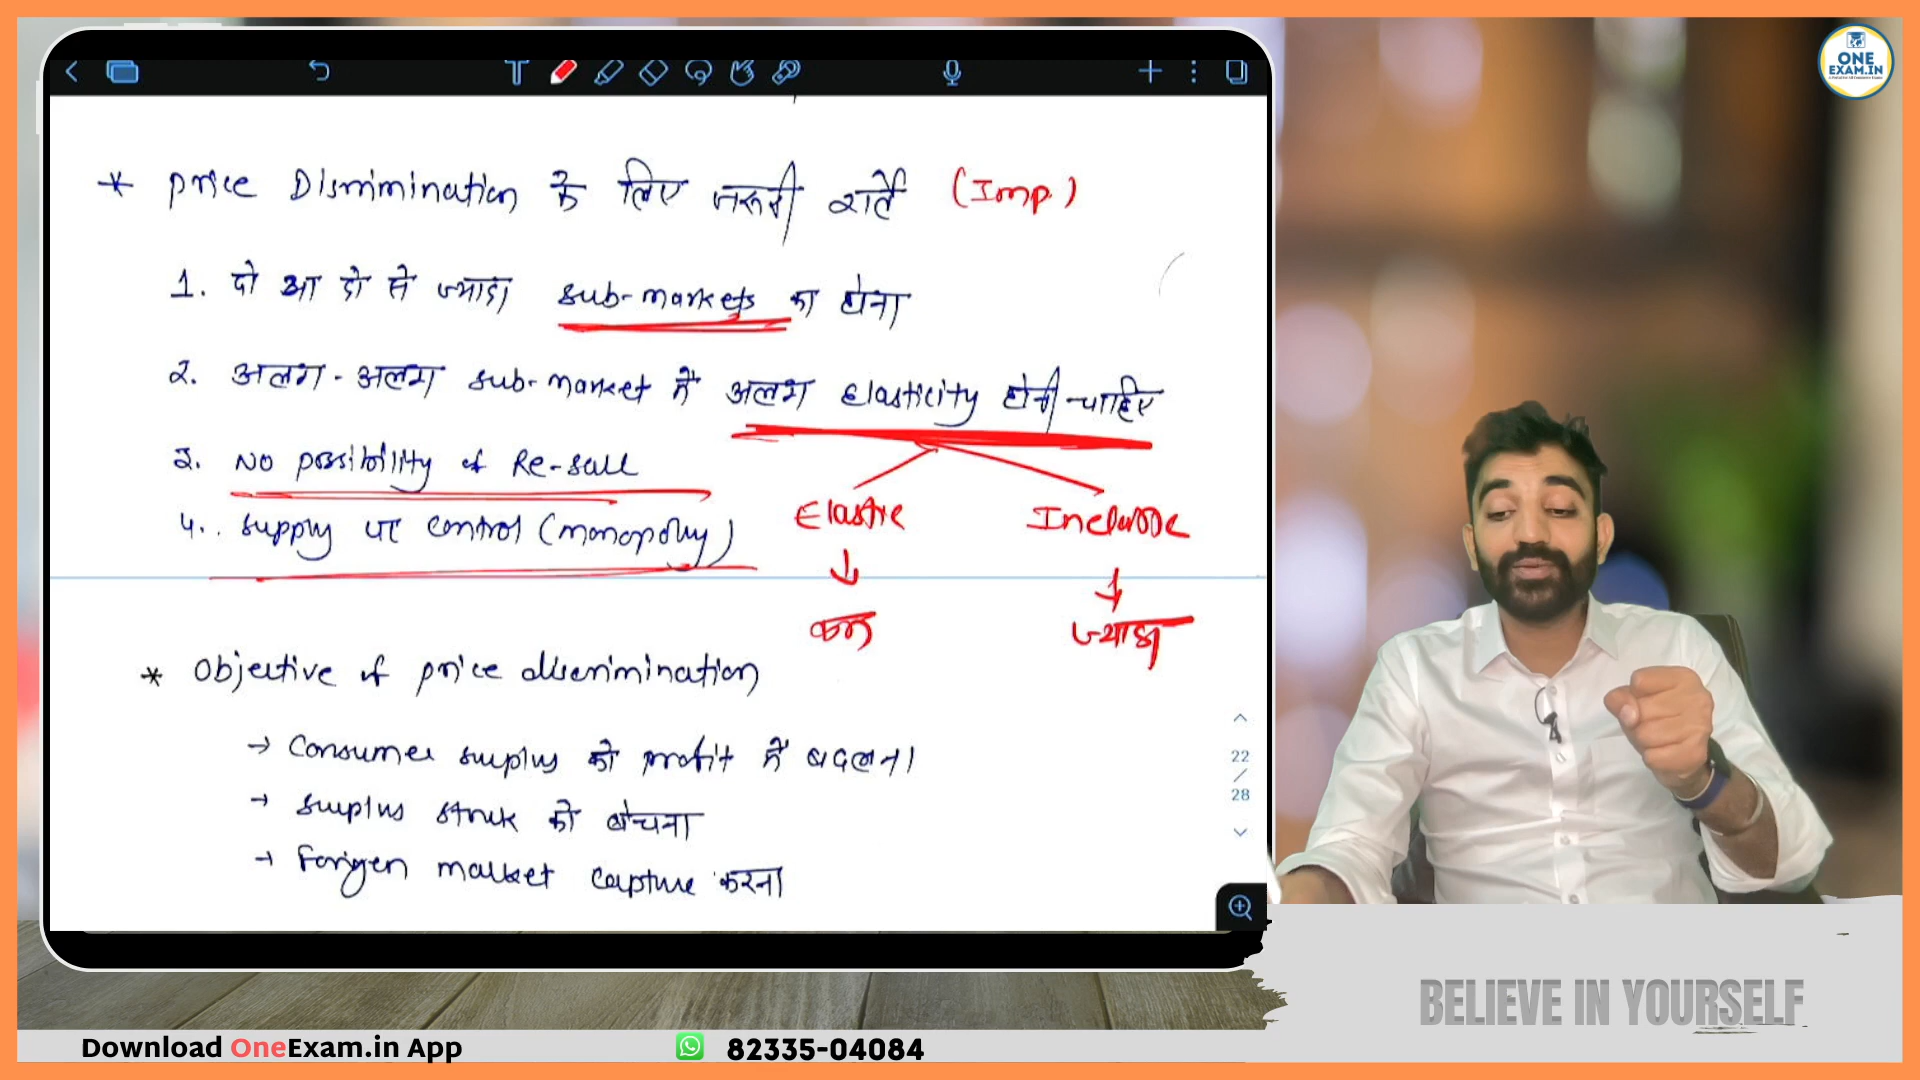 * Price Discrimination के लिए जरूरी शर्तें (Imp.)
1. दो या दो से ज्यादा sub-markets का होना
2. अलग-अलग sub-market में अलग Elasticity होनी चाहिए
3. No possibility of Re-sale
4. Supply पर control (monopoly)
Elastic Inelastic
कम ज्यादा
* Objective of price discrimination
→ Consumer surplus को profit में बदलना
→ Surplus stock को बेचना
→ Forigen market capture करना
22
/
28
ONE
EXAM.IN
BELIEVE IN YOURSELF
Download OneExam.in App 82335-04084